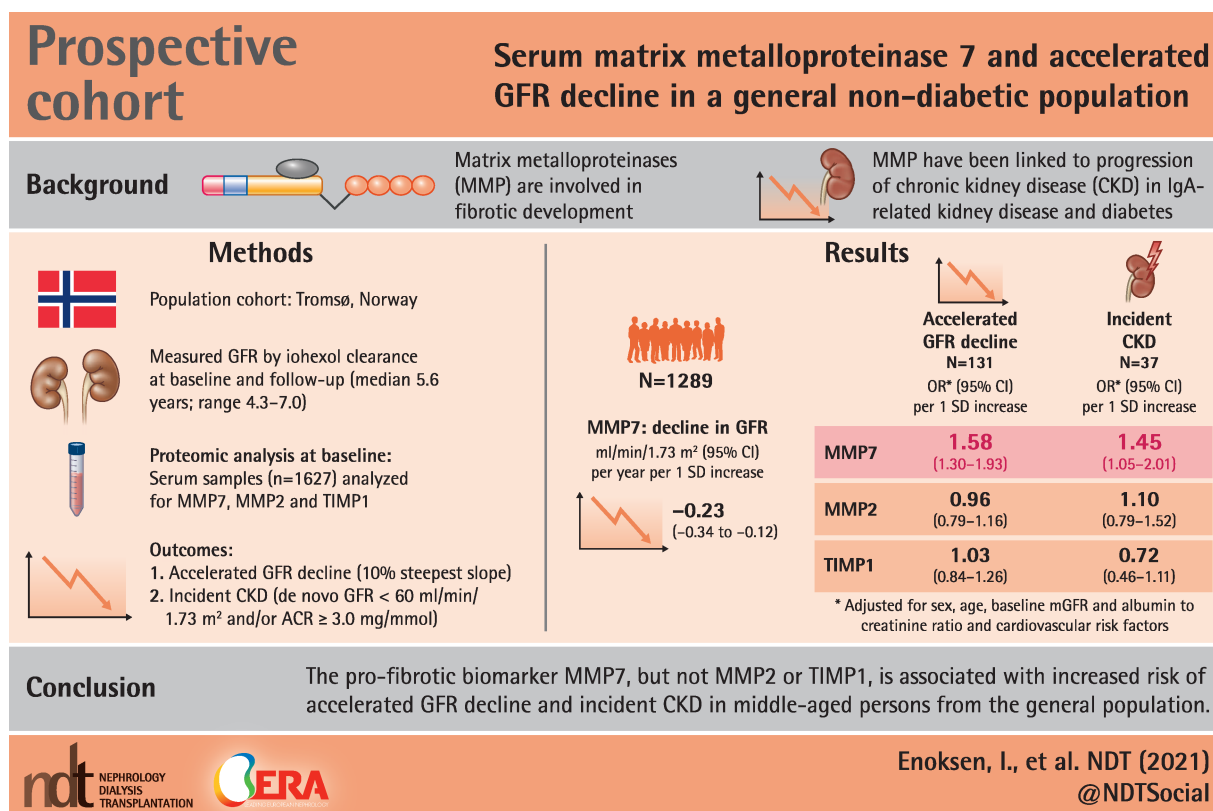 Prospective
cohort
Serum matrix metalloproteinase 7 and accelerated
GFR decline in a general non-diabetic population
Background
Matrix metalloproteinases
(MMP) are involved in
fibrotic development
MMP have been linked to progression
of chronic kidney disease (CKD) in IgA-
related kidney disease and diabetes
Methods
Population cohort: Tromsø, Norway
Measured GFR by iohexol clearance
at baseline and follow-up (median 5.6
years; range 4.3–7.0)
Proteomic analysis at baseline:
Serum samples (n=1627) analyzed
for MMP7, MMP2 and TIMP1
Outcomes:
1. Accelerated GFR decline (10% steepest slope)
2. Incident CKD (de novo GFR < 60 ml/min/
1.73 m² and/or ACR ≥ 3.0 mg/mmol)
Results
N=1289
MMP7: decline in GFR
ml/min/1.73 m² (95% CI)
per year per 1 SD increase
–0.23
(–0.34 to –0.12)
Accelerated
GFR decline
N=131
OR* (95% CI)
per 1 SD increase
Incident
CKD
N=37
OR* (95% CI)
per 1 SD increase
MMP7 1.58 1.45
(1.30–1.93) (1.05–2.01)
MMP2 0.96 1.10
(0.79–1.16) (0.79–1.52)
TIMP1 1.03 0.72
(0.84–1.26) (0.46–1.11)
* Adjusted for sex, age, baseline mGFR and albumin to
creatinine ratio and cardiovascular risk factors
Conclusion
The pro-fibrotic biomarker MMP7, but not MMP2 or TIMP1, is associated with increased risk of
accelerated GFR decline and incident CKD in middle-aged persons from the general population.
ndt NEPHROLOGY
DIALYSIS
TRANSPLANTATION
ERA
Enoksen, I., et al. NDT (2021)
@NDTSocial